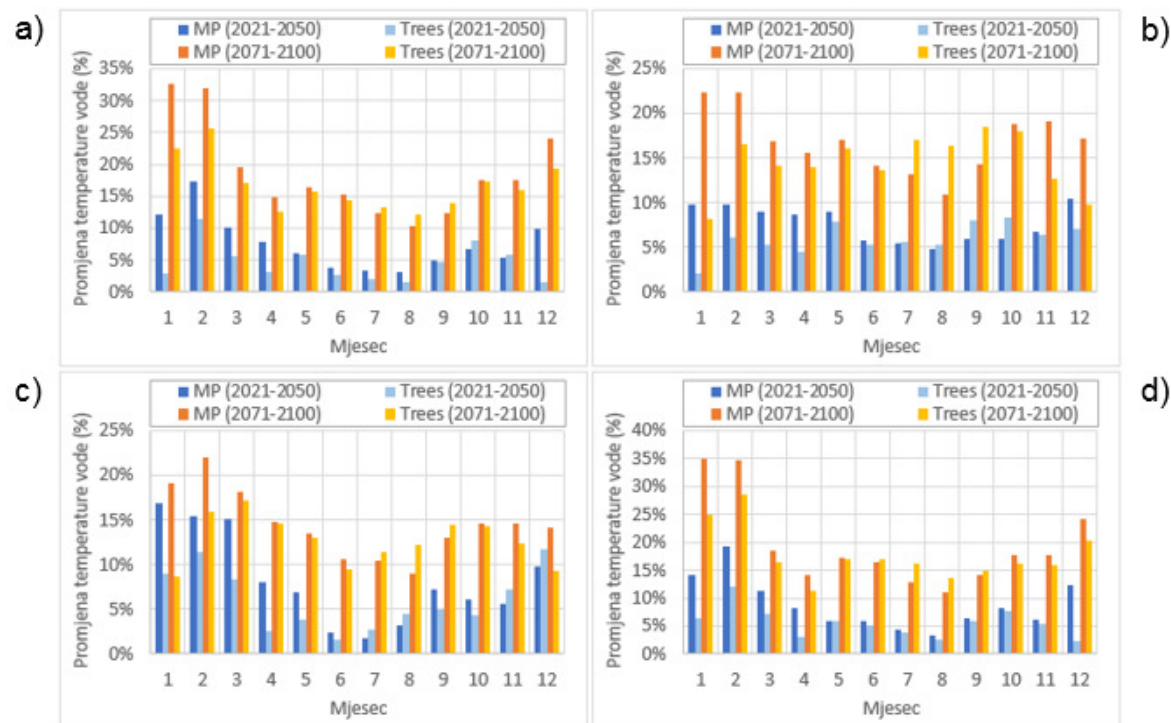 a)
MP (2021-2050) Trees (2021-2050)
MP (2071-2100) Trees (2071-2100)
Promjena temperature vode (%)
35%
30%
25%
20%
15%
10%
5%
0%
1 2 3 4 5 6 7 8 9 10 11 12
Mjesec
b)
MP (2021-2050) Trees (2021-2050)
MP (2071-2100) Trees (2071-2100)
Promjena temperature vode (%)
25%
20%
15%
10%
5%
0%
1 2 3 4 5 6 7 8 9 10 11 12
Mjesec
c)
MP (2021-2050) Trees (2021-2050)
MP (2071-2100) Trees (2071-2100)
Promjena temperature vode (%)
25%
20%
15%
10%
5%
0%
1 2 3 4 5 6 7 8 9 10 11 12
Mjesec
d)
MP (2021-2050) Trees (2021-2050)
MP (2071-2100) Trees (2071-2100)
Promjena temperature vode (%)
40%
35%
30%
25%
20%
15%
10%
5%
0%
1 2 3 4 5 6 7 8 9 10 11 12
Mjesec